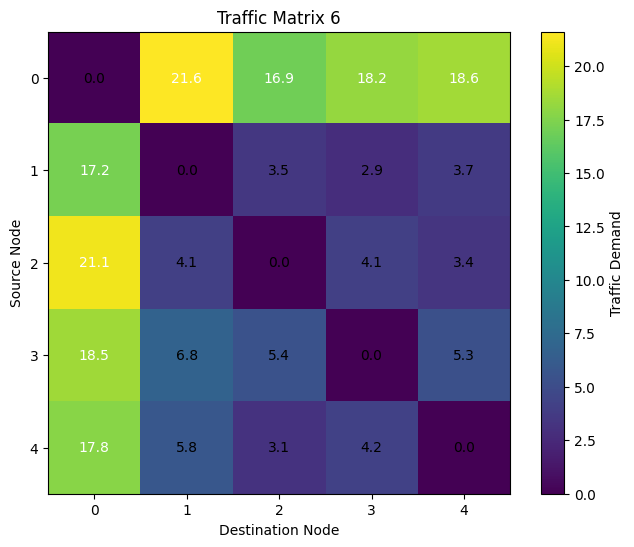 Traffic Matrix 6
Source Node
0 0.0 21.6 16.9 18.2 18.6
1 17.2 0.0 3.5 2.9 3.7
2 21.1 4.1 0.0 4.1 3.4
3 18.5 6.8 5.4 0.0 5.3
4 17.8 5.8 3.1 4.2 0.0
0 1 2 3 4
Destination Node
20.0
17.5
15.0
12.5
10.0
7.5
5.0
2.5
0.0
Traffic Demand